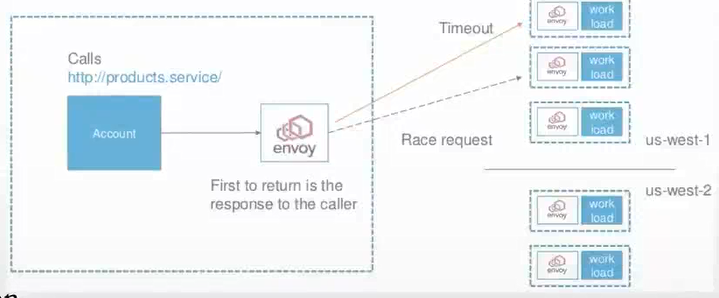 Calls
http://products.service/
Account
envoy
First to return is the
response to the caller
Timeout
Race request
envoy
work
load
envoy
work
load
envoy
work
load
us-west-1
us-west-2
envoy
work
load
envoy
work
load